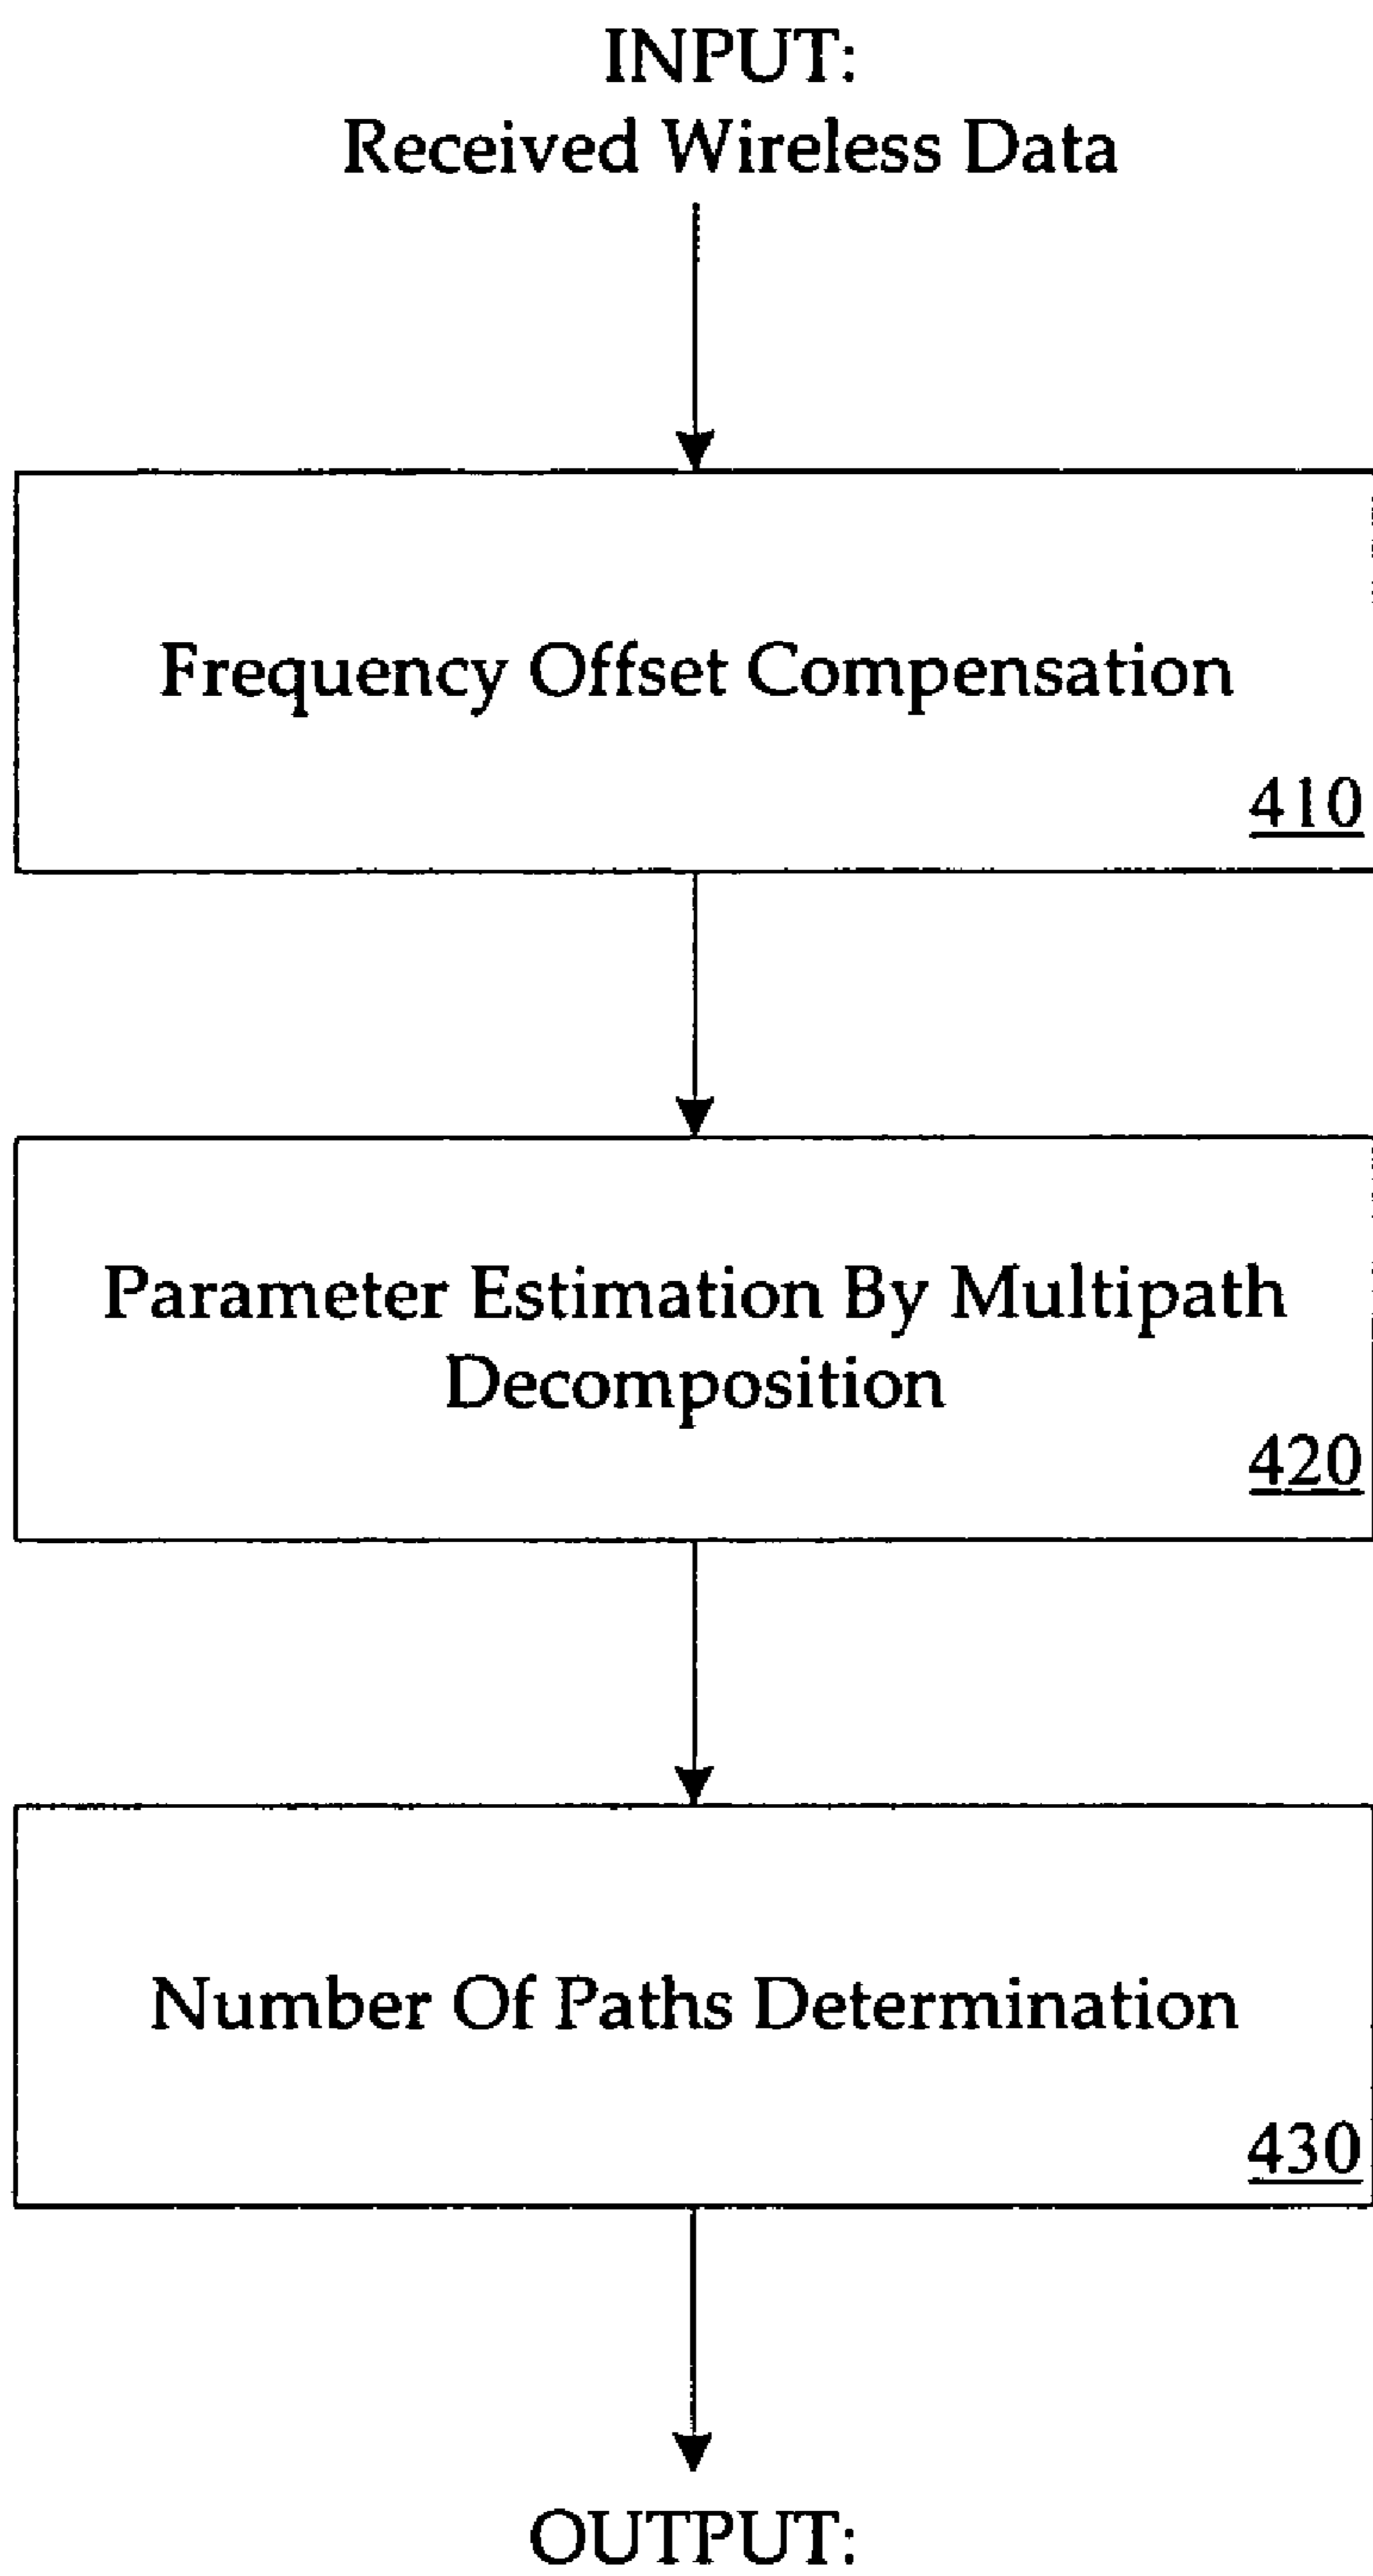 INPUT:
Received Wireless Data
Frequency Offset Compensation
410
Parameter Estimation By Multipath
Decomposition
420
Number Of Paths Determination
430
OUTPUT: